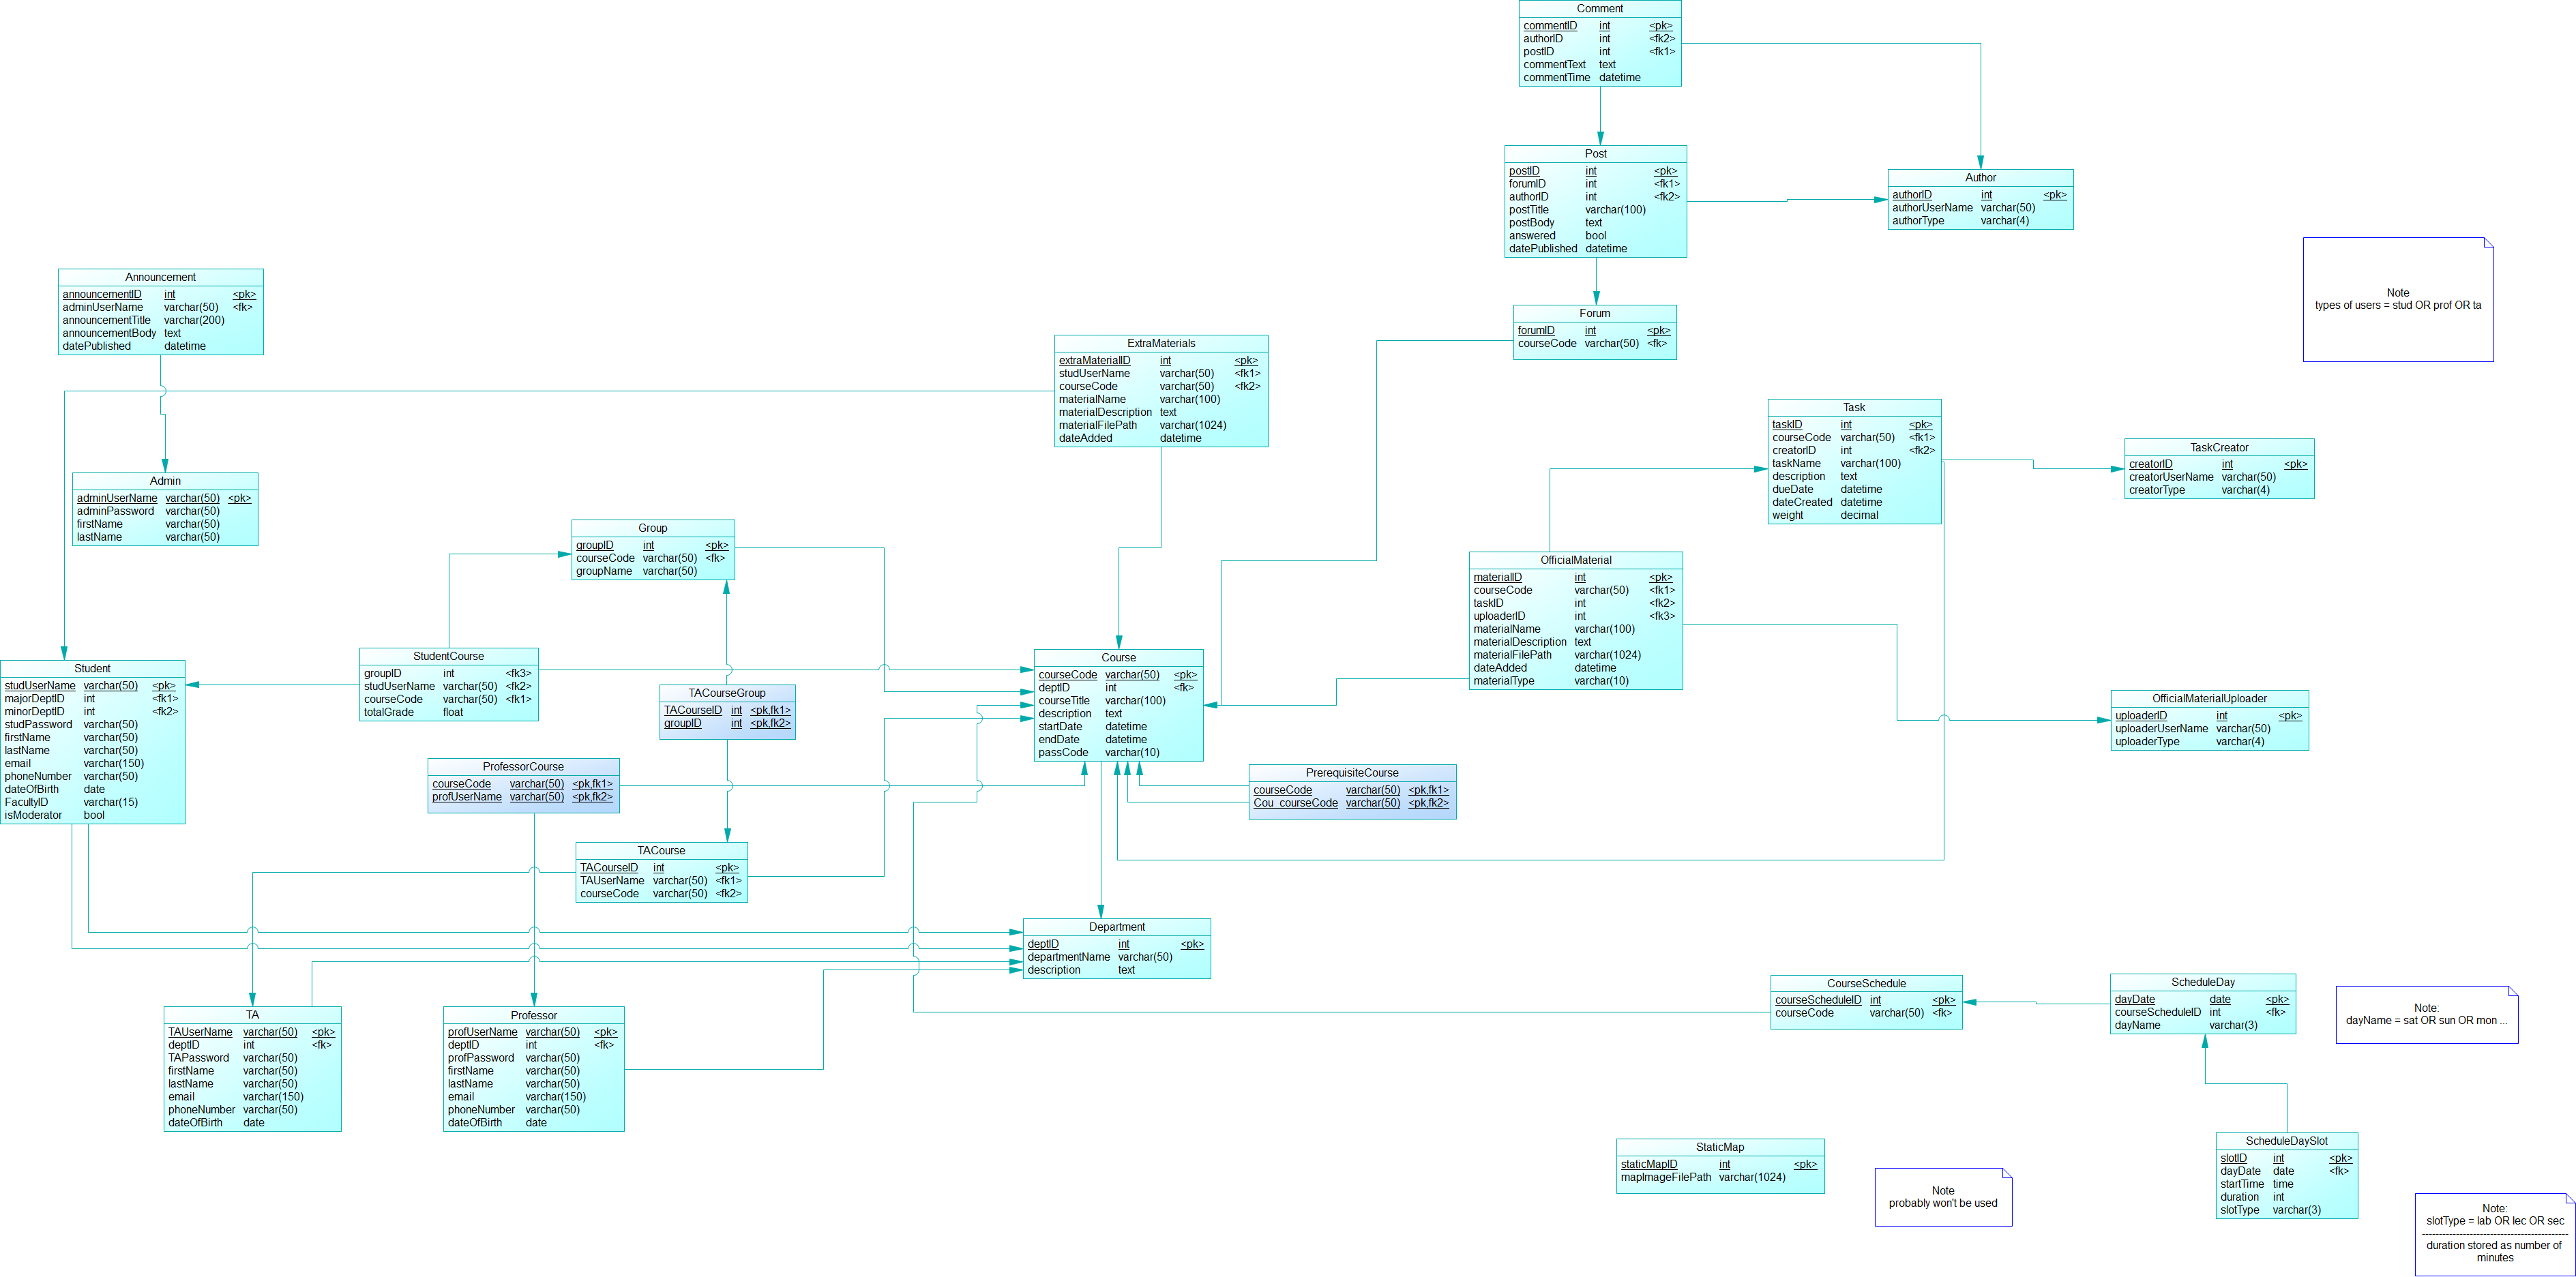 Comment
commentID int <pk>
authorID int <fk2>
postID int <fk1>
commentText text
commentTime datetime
Post
postID int <pk>
forumID int <fk1>
authorID int <fk2>
postTitle varchar(100)
postBody text
answered bool
datePublished datetime
Author
authorID int <pk>
authorUserName varchar(50)
authorType varchar(4)
Note
types of users = stud OR prof OR ta
Announcement
announcementID int <pk>
adminUserName varchar(50) <fk>
announcementTitle varchar(200)
announcementBody text
datePublished datetime
Forum
forumID int <pk>
courseCode varchar(50) <fk>
ExtraMaterials
extraMaterialID int <pk>
studUserName varchar(50) <fk1>
courseCode varchar(50) <fk2>
materialName varchar(100)
materialDescription text
materialFilePath varchar(1024)
dateAdded datetime
Task
taskID int <pk>
courseCode varchar(50) <fk1>
creatorID int <fk2>
taskName varchar(100)
description text
dueDate datetime
dateCreated datetime
weight decimal
TaskCreator
creatorID int <pk>
creatorUserName varchar(50)
creatorType varchar(4)
Admin
adminUserName varchar(50) <pk>
adminPassword varchar(50)
firstName varchar(50)
lastName varchar(50)
Group
groupID int <pk>
courseCode varchar(50) <fk>
groupName varchar(50)
OfficialMaterial
materialID int <pk>
courseCode varchar(50) <fk1>
taskID int <fk2>
uploaderID int <fk3>
materialName varchar(100)
materialDescription text
materialFilePath varchar(1024)
dateAdded datetime
materialType varchar(10)
Student
studUserName varchar(50) <pk>
majorDeptID int <fk1>
minorDeptID int <fk2>
studPassword varchar(50)
firstName varchar(50)
lastName varchar(50)
email varchar(150)
phoneNumber varchar(50)
dateOfBirth date
FacultyID varchar(15)
isModerator bool
StudentCourse
groupID int <fk3>
studUserName varchar(50) <fk2>
courseCode varchar(50) <fk1>
totalGrade float
TACourseGroup
TACourseID int <pk,fk1>
groupID int <pk,fk2>
Course
courseCode varchar(50) <pk>
deptID int <fk>
courseTitle varchar(100)
description text
startDate datetime
endDate datetime
passCode varchar(10)
OfficialMaterialUploader
uploaderID int <pk>
uploaderUserName varchar(50)
uploaderType varchar(4)
ProfessorCourse
courseCode varchar(50) <pk,fk1>
profUserName varchar(50) <pk,fk2>
PrerequisiteCourse
courseCode varchar(50) <pk,fk1>
Cou_courseCode varchar(50) <pk,fk2>
TACourse
TACourseID int <pk>
TAUserName varchar(50) <fk1>
courseCode varchar(50) <fk2>
Department
deptID int <pk>
departmentName varchar(50)
description text
TA
TAUserName varchar(50) <pk>
deptID int <fk>
TAPassword varchar(50)
firstName varchar(50)
lastName varchar(50)
email varchar(150)
phoneNumber varchar(50)
dateOfBirth date
Professor
profUserName varchar(50) <pk>
deptID int <fk>
profPassword varchar(50)
firstName varchar(50)
lastName varchar(50)
email varchar(150)
phoneNumber varchar(50)
dateOfBirth date
CourseSchedule
courseScheduleID int <pk>
courseCode varchar(50) <fk>
ScheduleDay
dayDate date <pk>
courseScheduleID int <fk>
dayName varchar(3)
Note:
dayName = sat OR sun OR mon ...
StaticMap
staticMapID int <pk>
mapImageFilePath varchar(1024)
Note
probably won't be used
ScheduleDaySlot
slotID int <pk>
dayDate date <fk>
startTime time
duration int
slotType varchar(3)
Note:
slotType = lab OR lec OR sec
--------------------------------------------
duration stored as number of
minutes